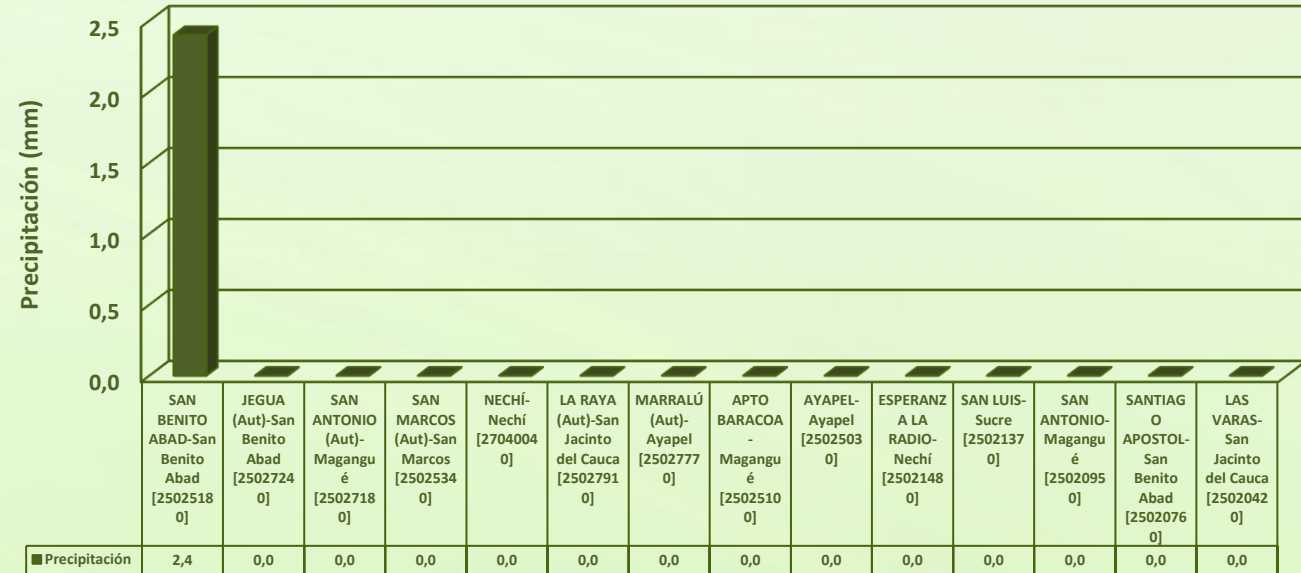 Precipitación (mm)
2,5
2,0
1,5
1,0
0,5
0,0
SAN
BENITO
ABAD-San
Benito
Abad
[2502518
0]
JEGUA
(Aut)-San
Benito
Abad
[2502724
0]
SAN
ANTONIO
(Aut)-
Magangu
é
[2502718
0]
SAN
MARCOS
(Aut)-San
Marcos
[2502534
0]
NECHÍ-
Nechí
[2704004
0]
LA RAYA
(Aut)-San
Jacinto
del Cauca
[2502791
0]
MARRALÚ
(Aut)-
Ayapel
[2502777
0]
APTO
BARACOA
-
Magangu
é
[2502510
0]
AYAPEL-
Ayapel
[2502503
0]
ESPERANZ
A LA
RADIO-
Nechí
[2502148
0]
SAN LUIS-
Sucre
[2502137
0]
SAN
ANTONIO-
Magangu
é
[2502095
0]
SANTIAG
O
APOSTOL-
San
Benito
Abad
[2502076
0]
LAS
VARAS-
San
Jacinto
del Cauca
[2502042
0]
Precipitación 2,4 0,0 0,0 0,0 0,0 0,0 0,0 0,0 0,0 0,0 0,0 0,0 0,0 0,0